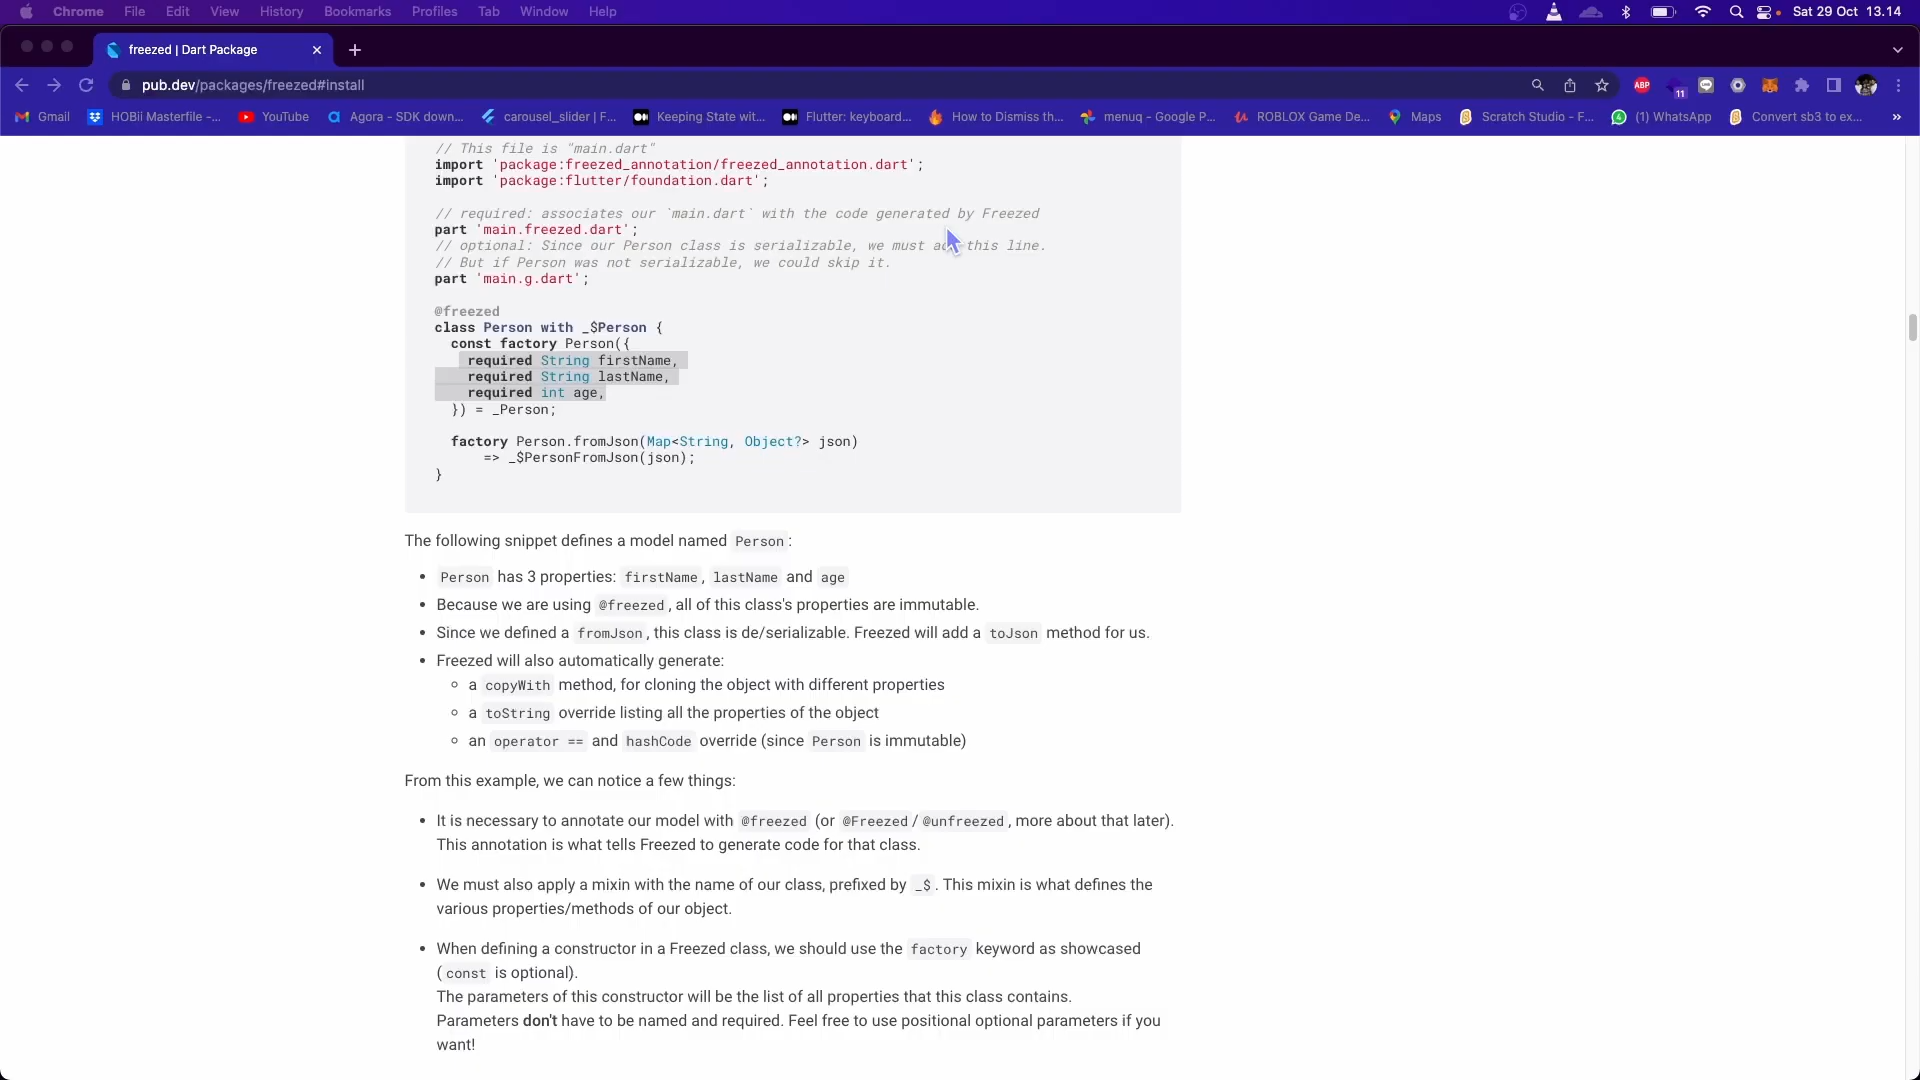 Chrome File Edit View History Bookmarks Profiles Tab Window Help Sat 29 Oct 13.14
freezed | Dart Package
pub.dev/packages/freezed#install ABP 11
Gmail HOBii Masterfile -... YouTube Agora - SDK down... carousel_slider | F... Keeping State wit... Flutter: keyboard... How to Dismiss th... menuq - Google P... ROBLOX Game De... Maps Scratch Studio - F... (1) WhatsApp Convert sb3 to ex... »
// This file is "main.dart"
import 'package:freezed_annotation/freezed_annotation.dart';
import 'package:flutter/foundation.dart';
// required: associates our `main.dart` with the code generated by Freezed
part 'main.freezed.dart';
// optional: Since our Person class is serializable, we must add this line.
// But if Person was not serializable, we could skip it.
part 'main.g.dart';
@freezed
class Person with _$Person {
const factory Person({
required String firstName,
required String lastName,
required int age,
}) = _Person;
factory Person.fromJson(Map<String, Object?> json)
=> _$PersonFromJson(json);
}
The following snippet defines a model named Person:
• Person has 3 properties: firstName, lastName and age
• Because we are using @freezed, all of this class's properties are immutable.
• Since we defined a fromJson, this class is de/serializable. Freezed will add a toJson method for us.
• Freezed will also automatically generate:
◦ a copyWith method, for cloning the object with different properties
◦ a toString override listing all the properties of the object
◦ an operator == and hashCode override (since Person is immutable)
From this example, we can notice a few things:
• It is necessary to annotate our model with @freezed (or @Freezed/@unfreezed, more about that later).
This annotation is what tells Freezed to generate code for that class.
• We must also apply a mixin with the name of our class, prefixed by _$. This mixin is what defines the
various properties/methods of our object.
• When defining a constructor in a Freezed class, we should use the factory keyword as showcased
(const is optional).
The parameters of this constructor will be the list of all properties that this class contains.
Parameters don't have to be named and required. Feel free to use positional optional parameters if you
want!